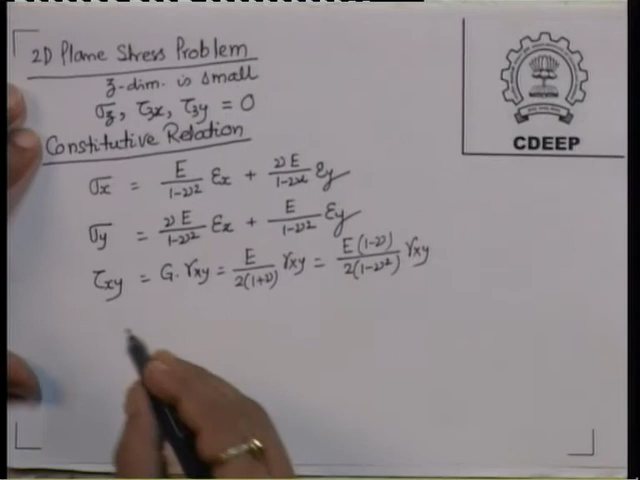 2D Plane Stress Problem
z-dim. is small
σz, τzx, τzy = 0
Constitutive Relation
σx = E/(1-ν²) εx + νE/(1-ν²) εy
σy = νE/(1-ν²) εx + E/(1-ν²) εy
τxy = G.γxy = E/2(1+ν) γxy = E(1-ν)/2(1-ν²) γxy
CDEEP